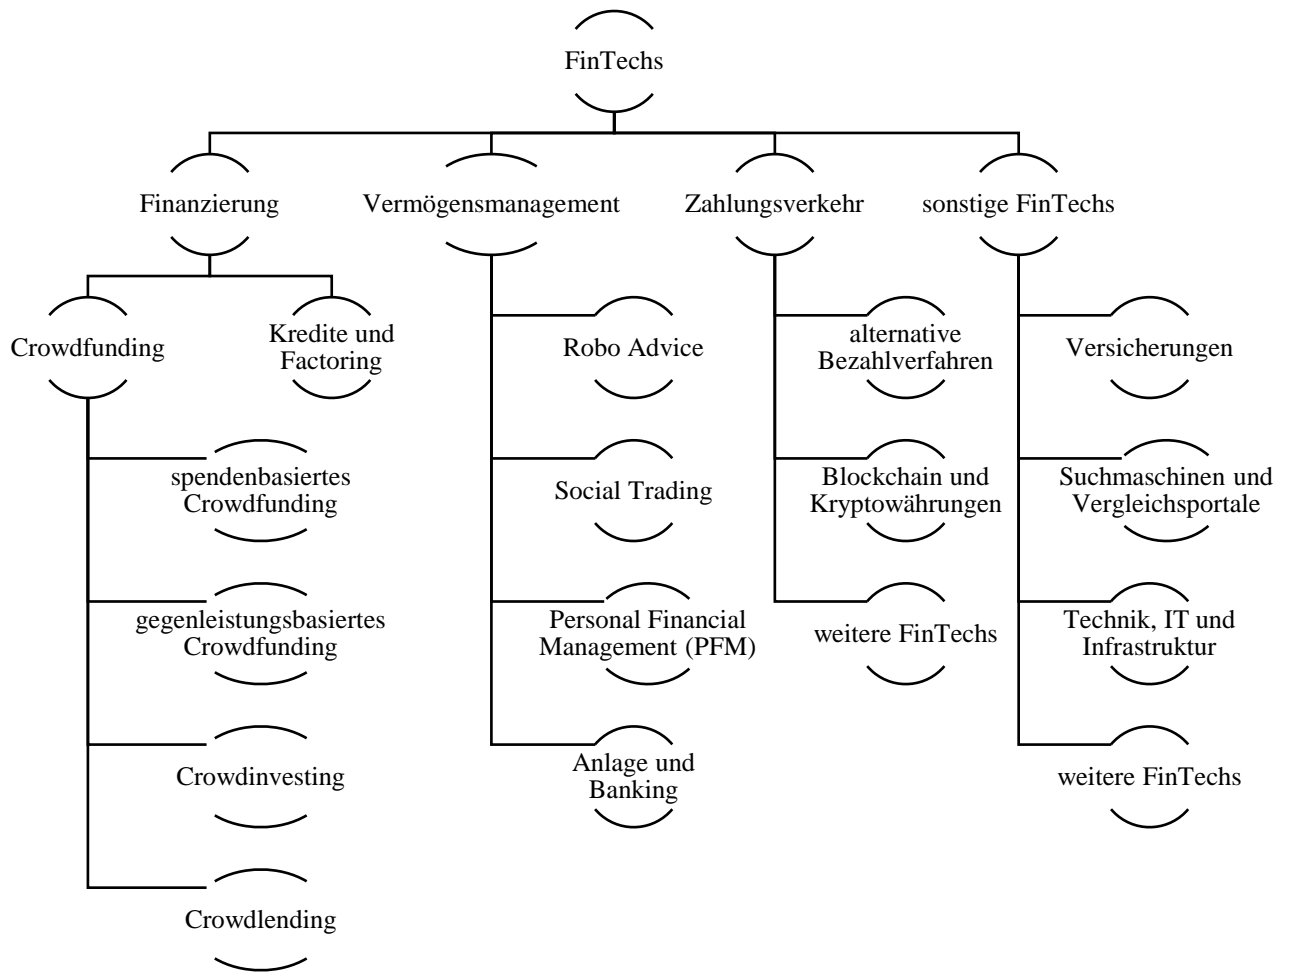 FinTechs
Finanzierung
Vermögensmanagement
Zahlungsverkehr
sonstige FinTechs
Crowdfunding
Kredite und
Factoring
spendenbasiertes
Crowdfunding
gegenleistungsbasiertes
Crowdfunding
Crowdinvesting
Crowdlending
Robo Advice
Social Trading
Personal Financial
Management (PFM)
Anlage und
Banking
alternative
Bezahlverfahren
Blockchain und
Kryptowährungen
weitere FinTechs
Versicherungen
Suchmaschinen und
Vergleichsportale
Technik, IT und
Infrastruktur
weitere FinTechs